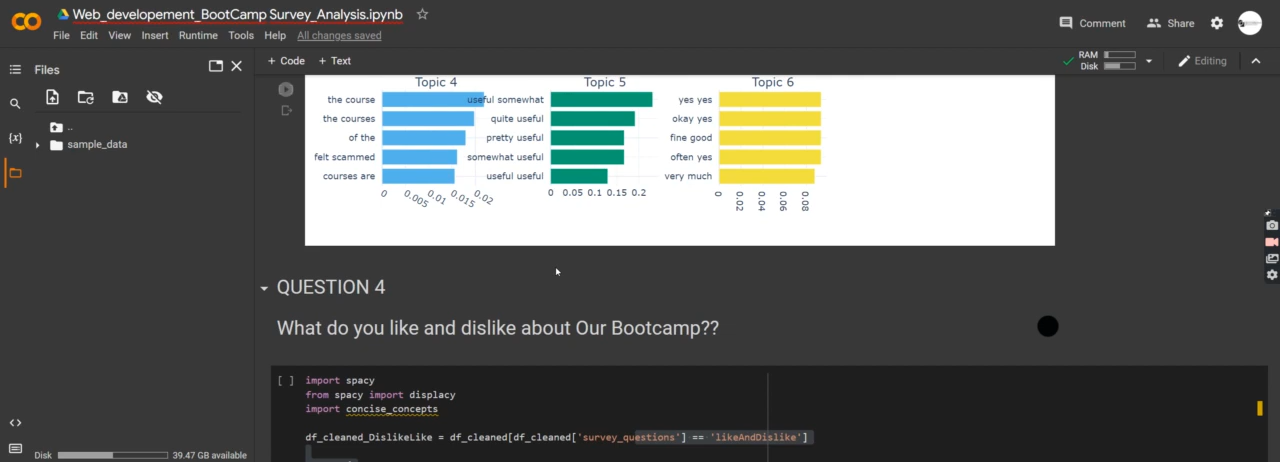 Web_developement_BootCamp Survey_Analysis.ipynb
File Edit View Insert Runtime Tools Help All changes saved
Comment Share
Files
+ Code + Text
RAM
Disk
Editing
..
sample_data
Topic 4
the course
the courses
of the
felt scammed
courses are
0 0.005 0.01 0.015 0.02
Topic 5
useful somewhat
quite useful
pretty useful
somewhat useful
useful useful
0 0.05 0.1 0.15 0.2
Topic 6
yes yes
okay yes
fine good
often yes
very much
0 0.02 0.04 0.06 0.08
QUESTION 4
What do you like and dislike about Our Bootcamp??
[ ] import spacy
from spacy import displacy
import concise_concepts
df_cleaned_DislikeLike = df_cleaned[df_cleaned['survey_questions'] == 'likeAndDislike']
{x}
<>
Disk 39.47 GB available